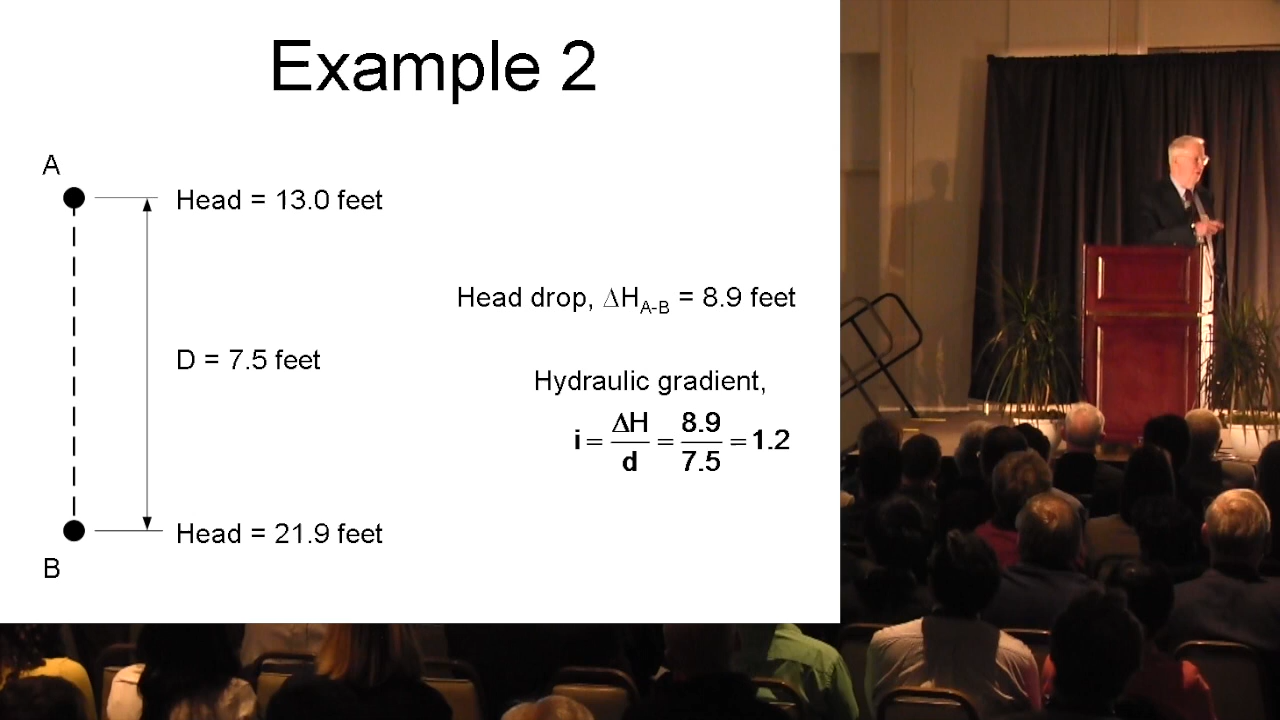 Example 2
A
Head = 13.0 feet
Head drop, ΔH_A-B = 8.9 feet
D = 7.5 feet
Hydraulic gradient,
i = ΔH/d = 8.9/7.5 = 1.2
Head = 21.9 feet
B